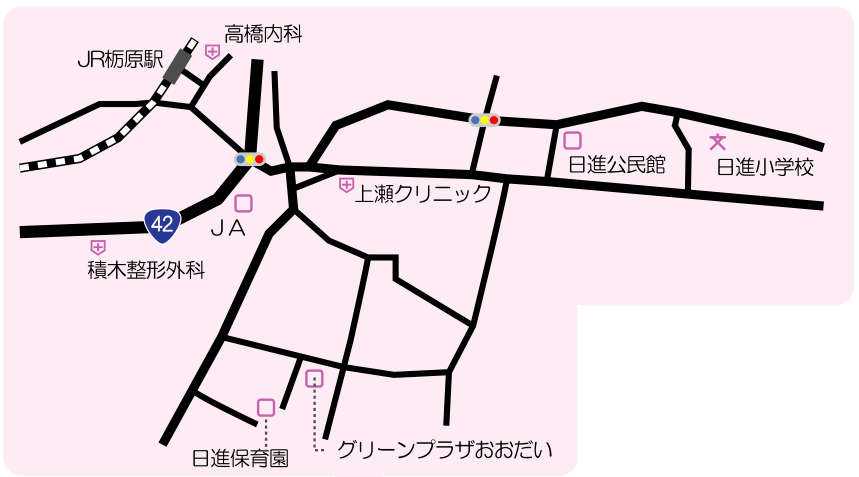 高橋内科
JR栃原駅
日進公民館
日進小学校
上瀬クリニック
JA
42
積木整形外科
日進保育園
グリーンプラザおおだい